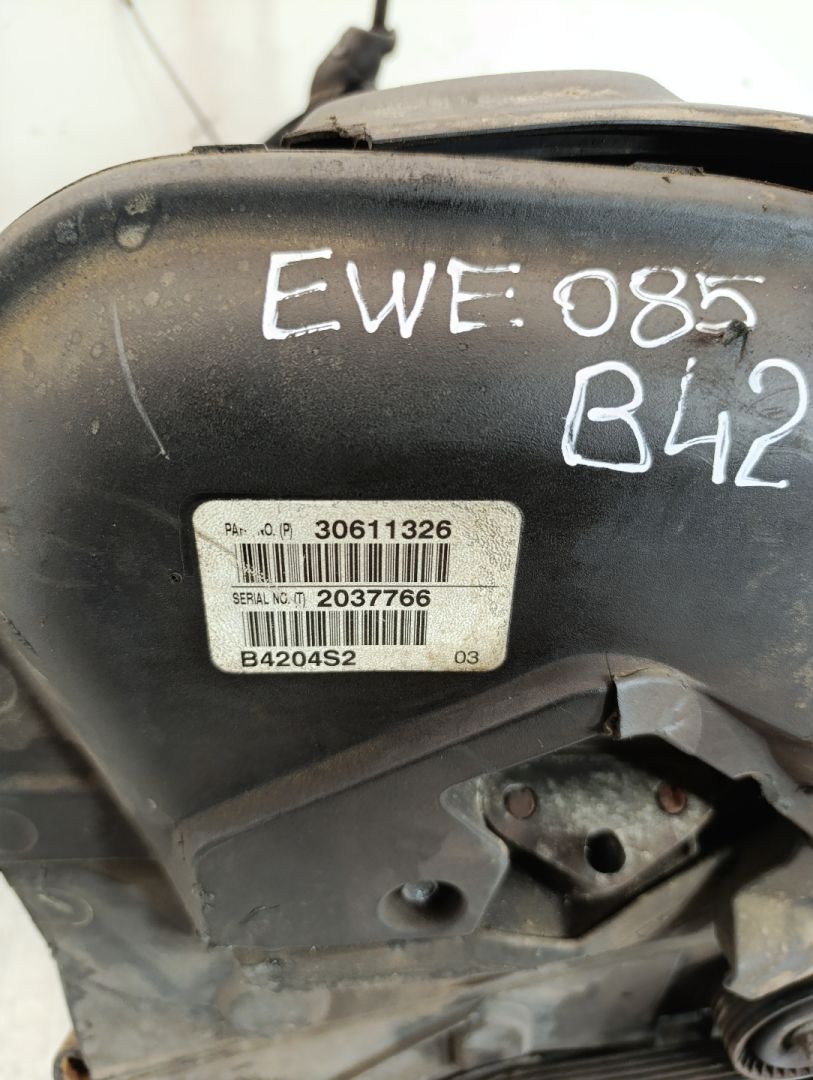 EWE 085
B42
PART NO. (P) 30611326
SERIAL NO. (T) 2037766
B4204S2 03